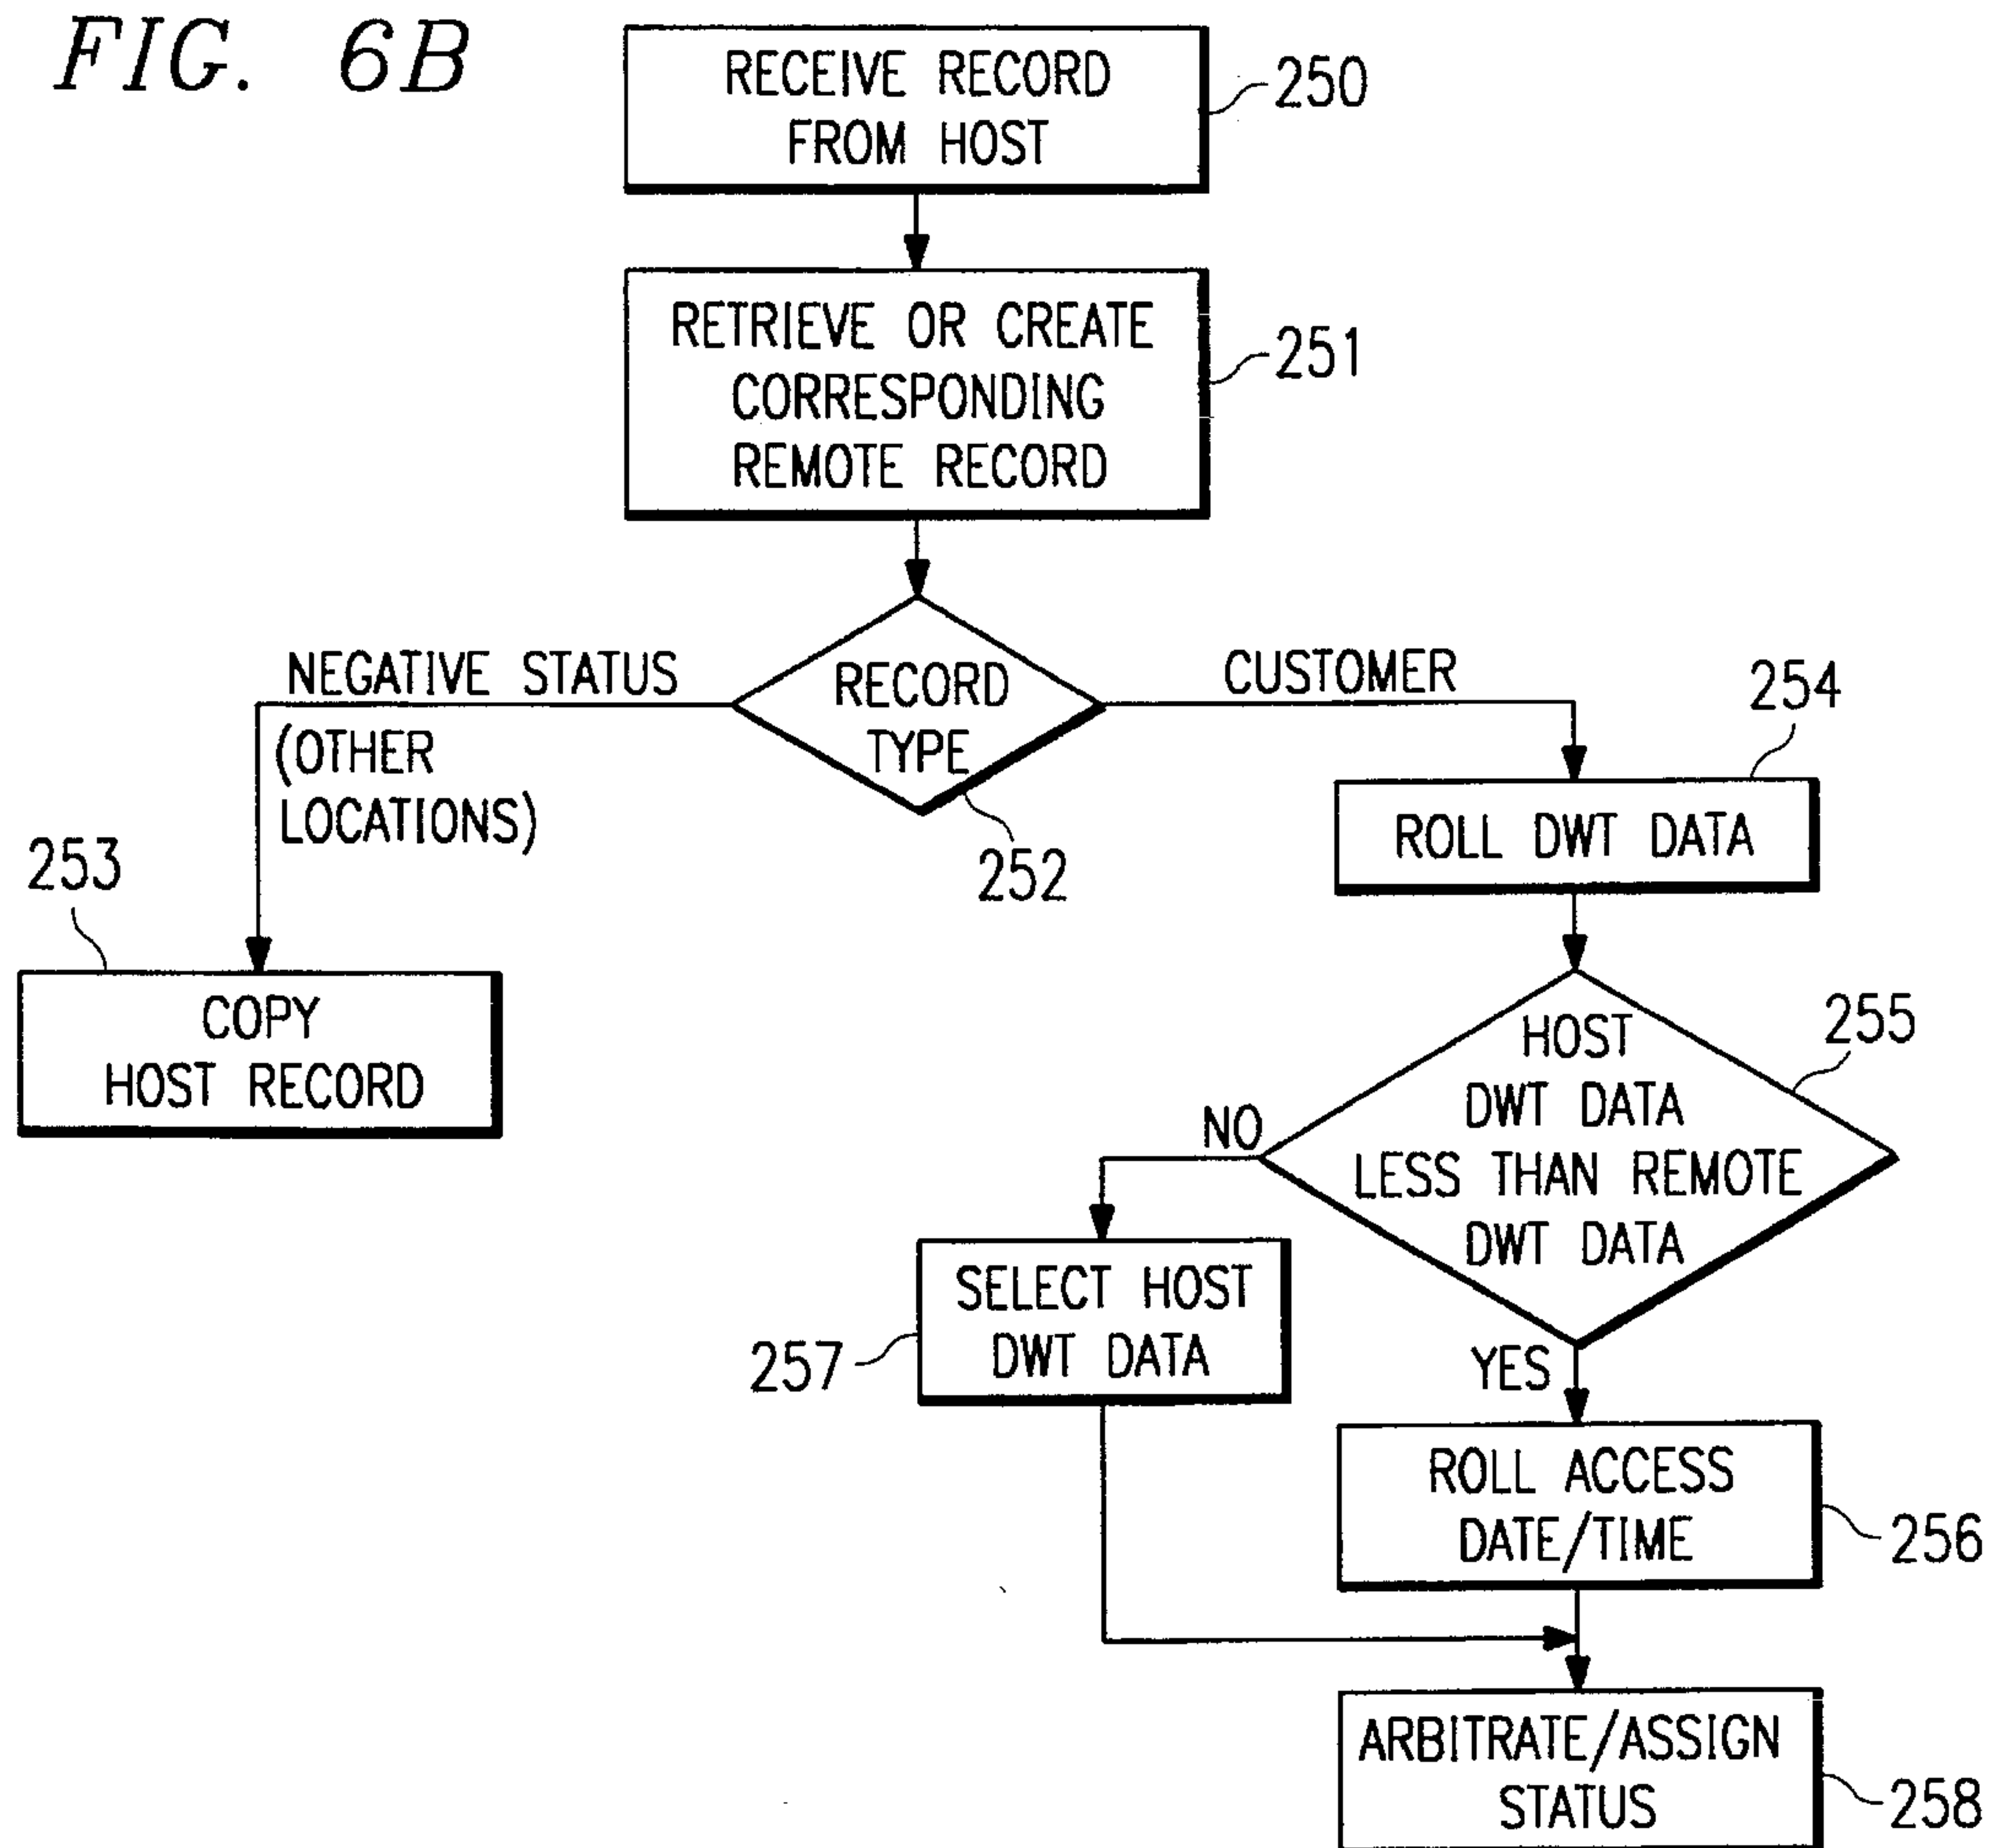 FIG. 6B
RECEIVE RECORD
FROM HOST
250
RETRIEVE OR CREATE
CORRESPONDING
REMOTE RECORD
251
NEGATIVE STATUS
(OTHER
LOCATIONS)
RECORD
TYPE
252
CUSTOMER
253
COPY
HOST RECORD
254
ROLL DWT DATA
255
HOST
DWT DATA
LESS THAN REMOTE
DWT DATA
NO
YES
257
SELECT HOST
DWT DATA
ROLL ACCESS
DATE/TIME
256
ARBITRATE/ASSIGN
STATUS
258